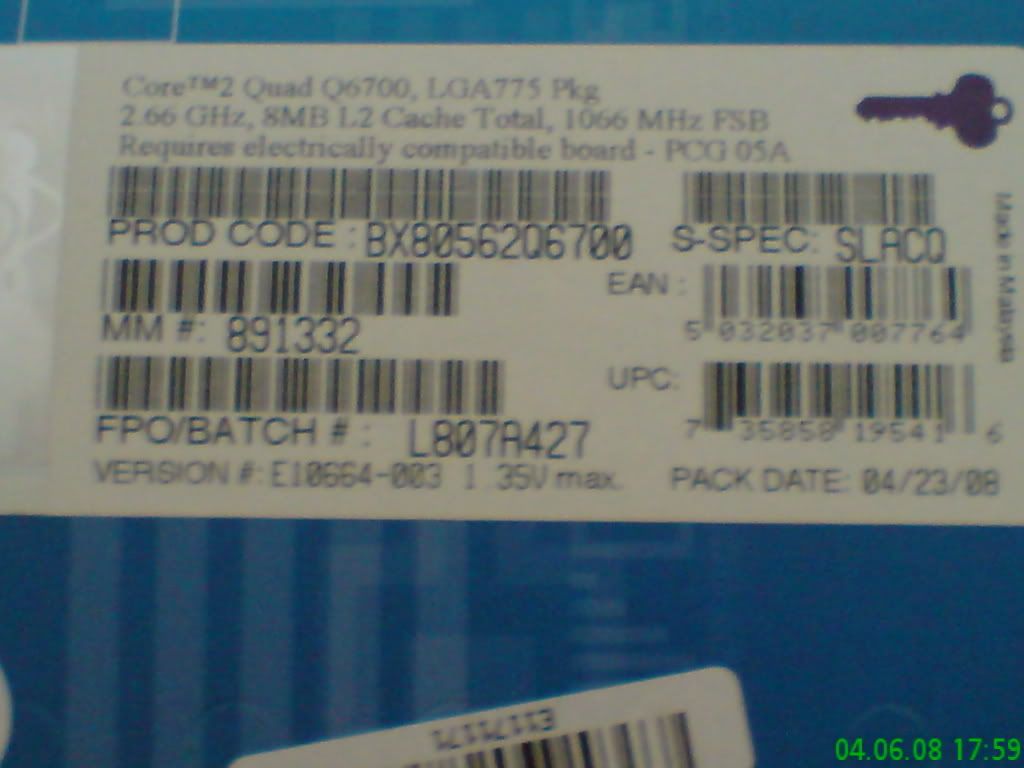 Core™2 Quad Q6700, LGA775 Pkg
2.66 GHz, 8MB L2 Cache Total, 1066 MHz FSB
Requires electrically compatible board - PCG 05A
PROD CODE : BX80562Q6700 S-SPEC: SLACQ
EAN :
5 032037 007764
MM #: 891332
UPC:
7 35858 19541 6
FPO/BATCH # : L807A427
VERSION #: E10664-003 1.35V max. PACK DATE: 04/23/08
Made in Malaysia
E1171171
04.06.08 17:59